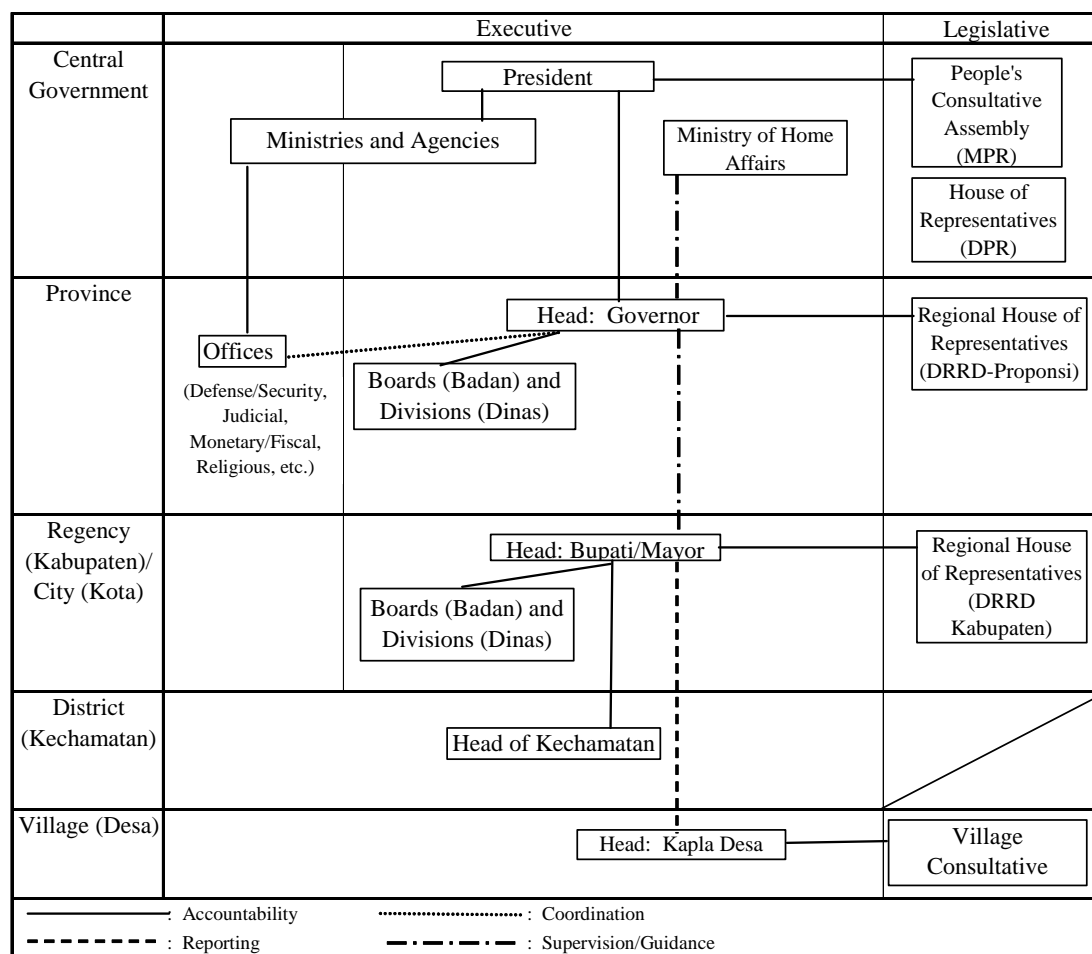 Executive
Legislative
Central
Government
President
People's
Consultative
Assembly
(MPR)
Ministries and Agencies
Ministry of Home
Affairs
House of
Representatives
(DPR)
Province
Head: Governor
Regional House of
Representatives
(DRRD-Proponsi)
Offices
(Defense/Security,
Judicial,
Monetary/Fiscal,
Religious, etc.)
Boards (Badan) and
Divisions (Dinas)
Regency
(Kabupaten)/
City (Kota)
Head: Bupati/Mayor
Regional House
of Representatives
(DRRD
Kabupaten)
Boards (Badan) and
Divisions (Dinas)
District
(Kechamatan)
Head of Kechamatan
Village (Desa)
Head: Kapla Desa
Village
Consultative
: Accountability
: Coordination
: Reporting
: Supervision/Guidance